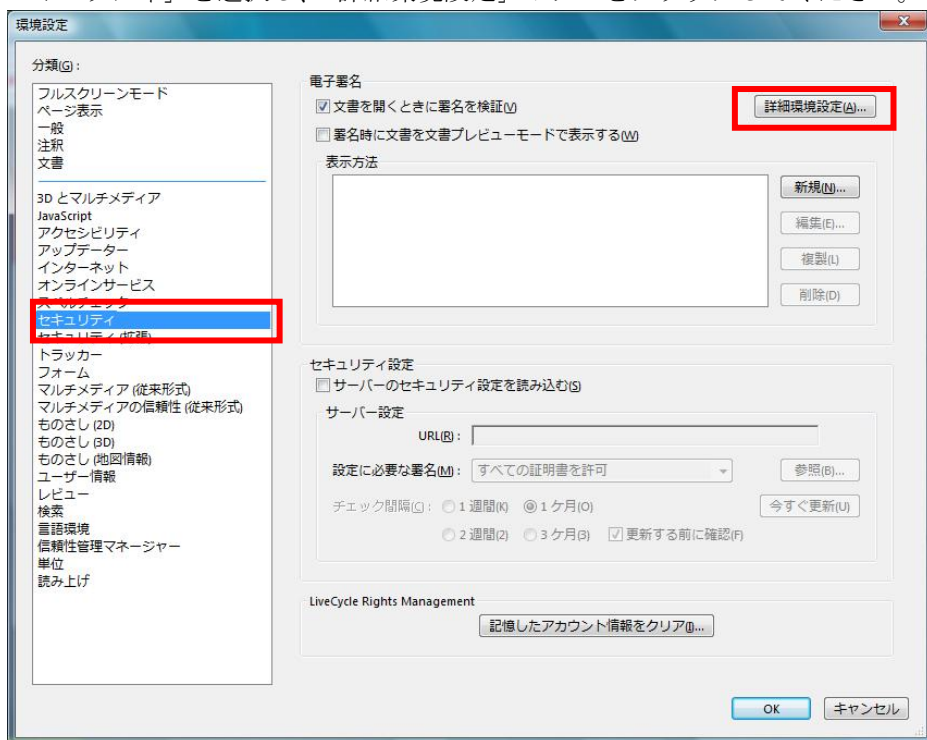 環境設定
分類(G):
フルスクリーンモード
ページ表示
一般
注釈
文書
3D とマルチメディア
JavaScript
アクセシビリティ
アップデーター
インターネット
オンラインサービス
スペルチェック
セキュリティ
セキュリティ (拡張)
トラッカー
フォーム
マルチメディア (従来形式)
マルチメディアの信頼性 (従来形式)
ものさし (2D)
ものさし (3D)
ものさし (地図情報)
ユーザー情報
レビュー
検索
言語環境
信頼性管理マネージャー
単位
読み上げ
電子署名
文書を開くときに署名を検証(V)
詳細環境設定(A)...
署名時に文書を文書プレビューモードで表示する(W)
表示方法
新規(N)...
編集(E)...
複製(L)
削除(D)
セキュリティ設定
サーバーのセキュリティ設定を読み込む(S)
サーバー設定
URL(R):
設定に必要な署名(M): すべての証明書を許可 参照(B)...
チェック間隔(C): 1 週間(K) 1 ケ月(O) 今すぐ更新(U)
2 週間(2) 3 ケ月(3) 更新する前に確認(F)
LiveCycle Rights Management
記憶したアカウント情報をクリア(I)...
OK キャンセル